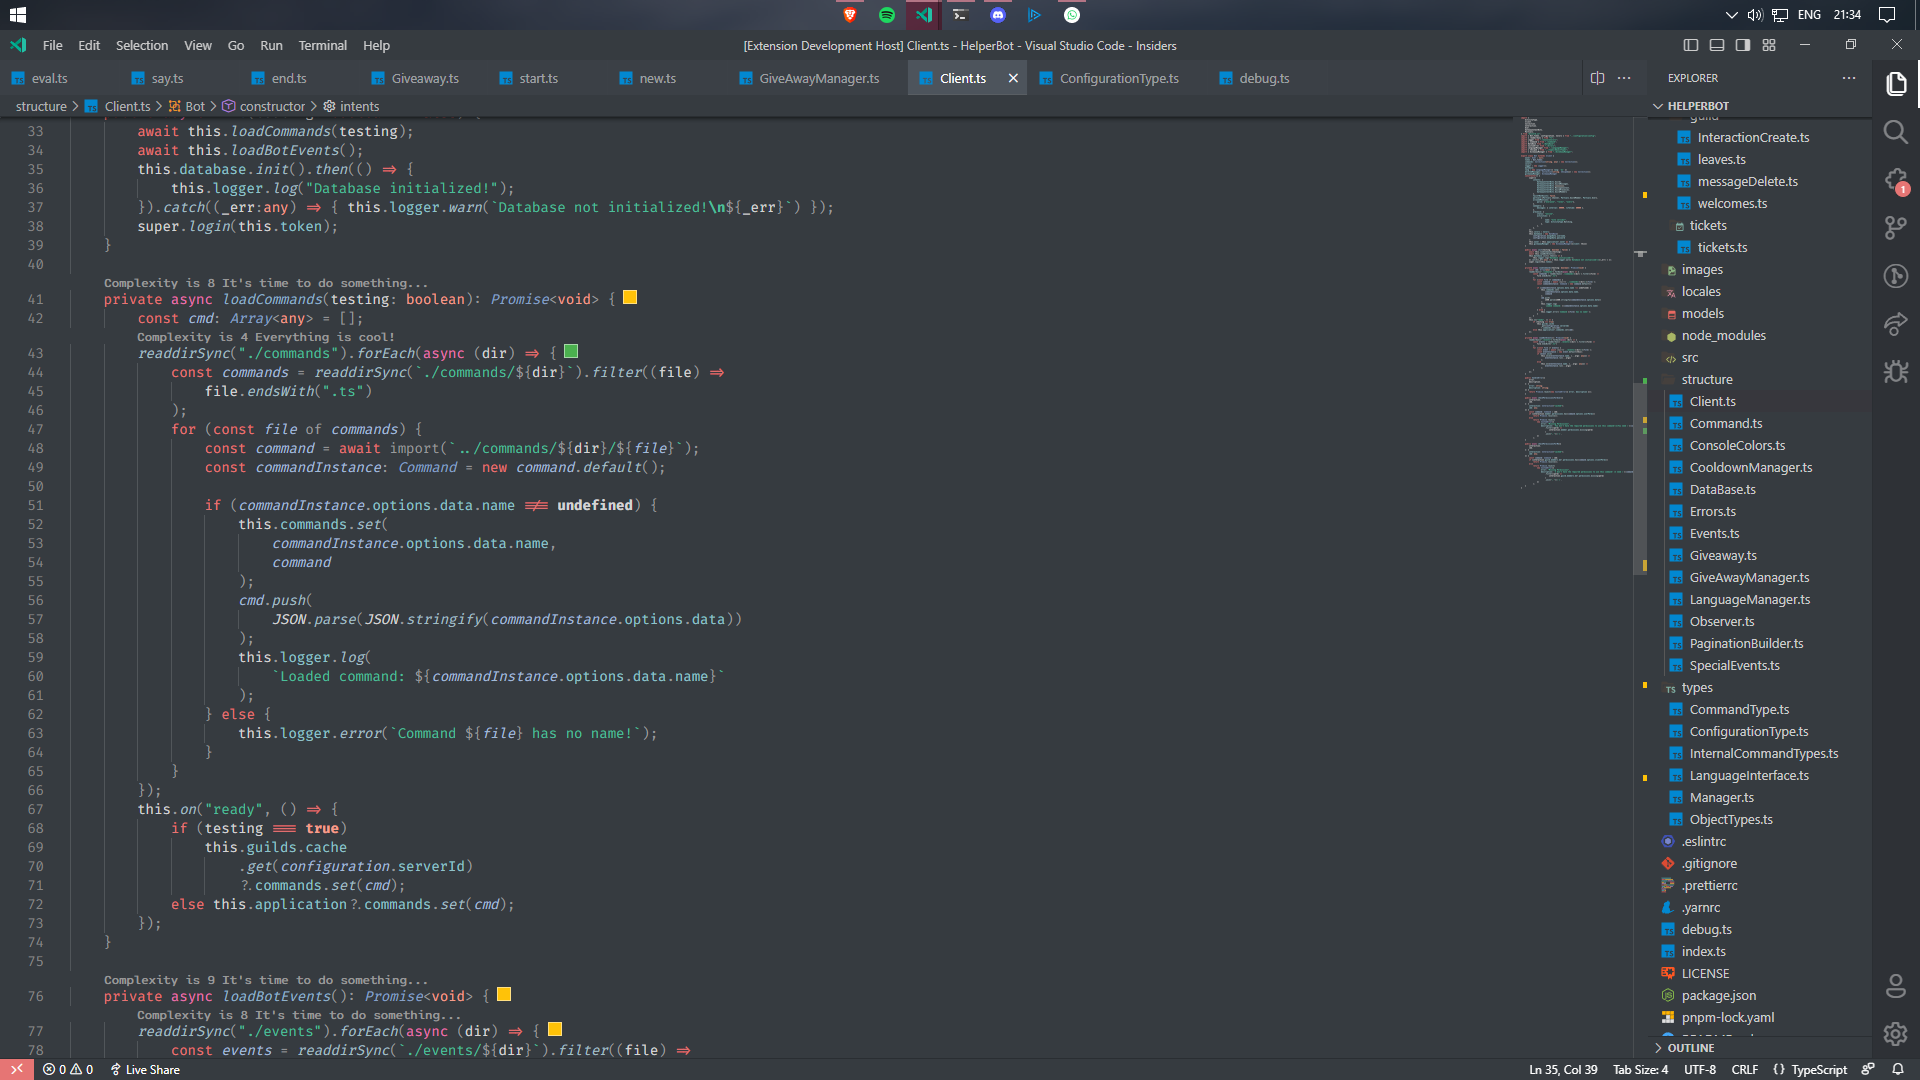 ENG
21:34
File Edit Selection View Go Run Terminal Help
[Extension Development Host] Client.ts - HelperBot - Visual Studio Code - Insiders
eval.ts say.ts end.ts Giveaway.ts start.ts new.ts GiveAwayManager.ts Client.ts ConfigurationType.ts debug.ts
structure > Client.ts > Bot > constructor > intents
33 await this.loadCommands(testing);
34 await this.loadBotEvents();
35 this.database.init().then(() => {
36 this.logger.log("Database initialized!");
37 }).catch((_err:any) => { this.logger.warn(`Database not initialized!\n${_err}`) });
38 super.login(this.token);
39 }
40
Complexity is 8 It's time to do something...
41 private async loadCommands(testing: boolean): Promise<void> {
42 const cmd: Array<any> = [];
Complexity is 4 Everything is cool!
43 readdirSync("./commands").forEach(async (dir) => {
44 const commands = readdirSync(`./commands/${dir}`).filter((file) =>
45 file.endsWith(".ts")
46 );
47 for (const file of commands) {
48 const command = await import(`../commands/${dir}/${file}`);
49 const commandInstance: Command = new command.default();
50
51 if (commandInstance.options.data.name !== undefined) {
52 this.commands.set(
53 commandInstance.options.data.name,
54 command
55 );
56 cmd.push(
57 JSON.parse(JSON.stringify(commandInstance.options.data))
58 );
59 this.logger.log(
60 `Loaded command: ${commandInstance.options.data.name}`
61 );
62 } else {
63 this.logger.error(`Command ${file} has no name!`);
64 }
65 }
66 });
67 this.on("ready", () => {
68 if (testing === true)
69 this.guilds.cache
70 .get(configuration.serverId)
71 ?.commands.set(cmd);
72 else this.application?.commands.set(cmd);
73 });
74 }
75
Complexity is 9 It's time to do something...
76 private async loadBotEvents(): Promise<void> {
Complexity is 8 It's time to do something...
77 readdirSync("./events").forEach(async (dir) => {
78 const events = readdirSync(`./events/${dir}`).filter((file) =>
EXPLORER
HELPERBOT
guild
InteractionCreate.ts
leaves.ts
messageDelete.ts
welcomes.ts
tickets
tickets.ts
images
locales
models
node_modules
src
structure
Client.ts
Command.ts
ConsoleColors.ts
CooldownManager.ts
DataBase.ts
Errors.ts
Events.ts
Giveaway.ts
GiveAwayManager.ts
LanguageManager.ts
Observer.ts
PaginationBuilder.ts
SpecialEvents.ts
types
CommandType.ts
ConfigurationType.ts
InternalCommandTypes.ts
LanguageInterface.ts
Manager.ts
ObjectTypes.ts
.eslintrc
.gitignore
.prettierrc
.yarnrc
debug.ts
index.ts
LICENSE
package.json
pnpm-lock.yaml
OUTLINE
1
0 0 Live Share
Ln 35, Col 39 Tab Size: 4 UTF-8 CRLF {} TypeScript